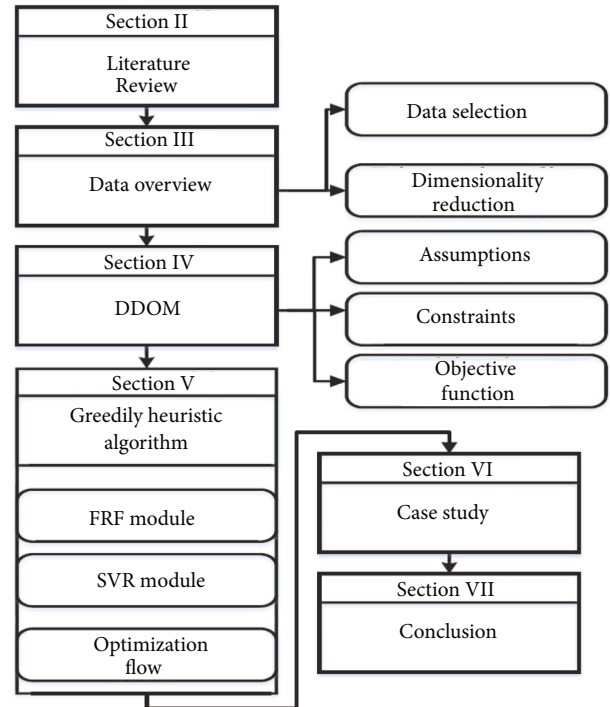 Section II
Literature
Review
Section III
Data overview
Data selection
Dimensionality
reduction
Section IV
DDOM
Assumptions
Constraints
Objective
function
Section V
Greedily heuristic
algorithm
FRF module
SVR module
Optimization
flow
Section VI
Case study
Section VII
Conclusion